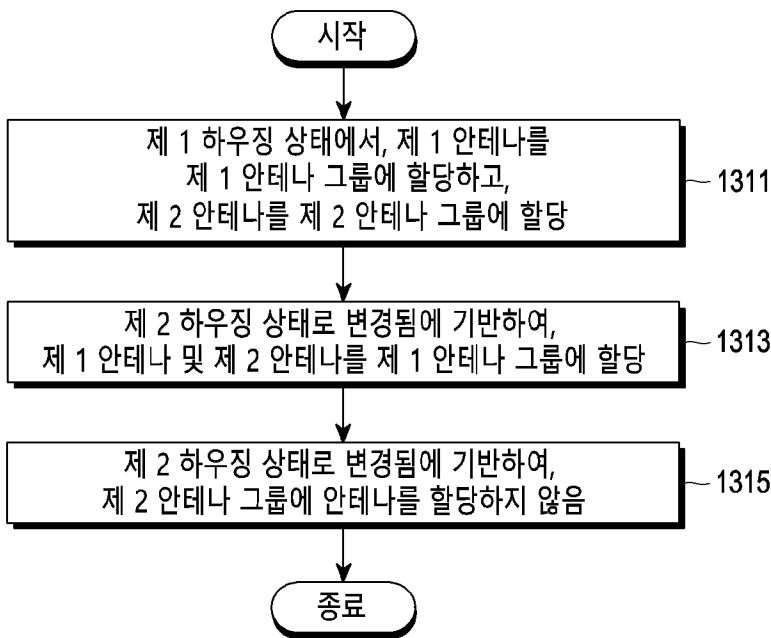 시작
제 1 하우징 상태에서, 제 1 안테나를
제 1 안테나 그룹에 할당하고,
제 2 안테나를 제 2 안테나 그룹에 할당
1311
제 2 하우징 상태로 변경됨에 기반하여,
제 1 안테나 및 제 2 안테나를 제 1 안테나 그룹에 할당
1313
제 2 하우징 상태로 변경됨에 기반하여,
제 2 안테나 그룹에 안테나를 할당하지 않음
1315
종료